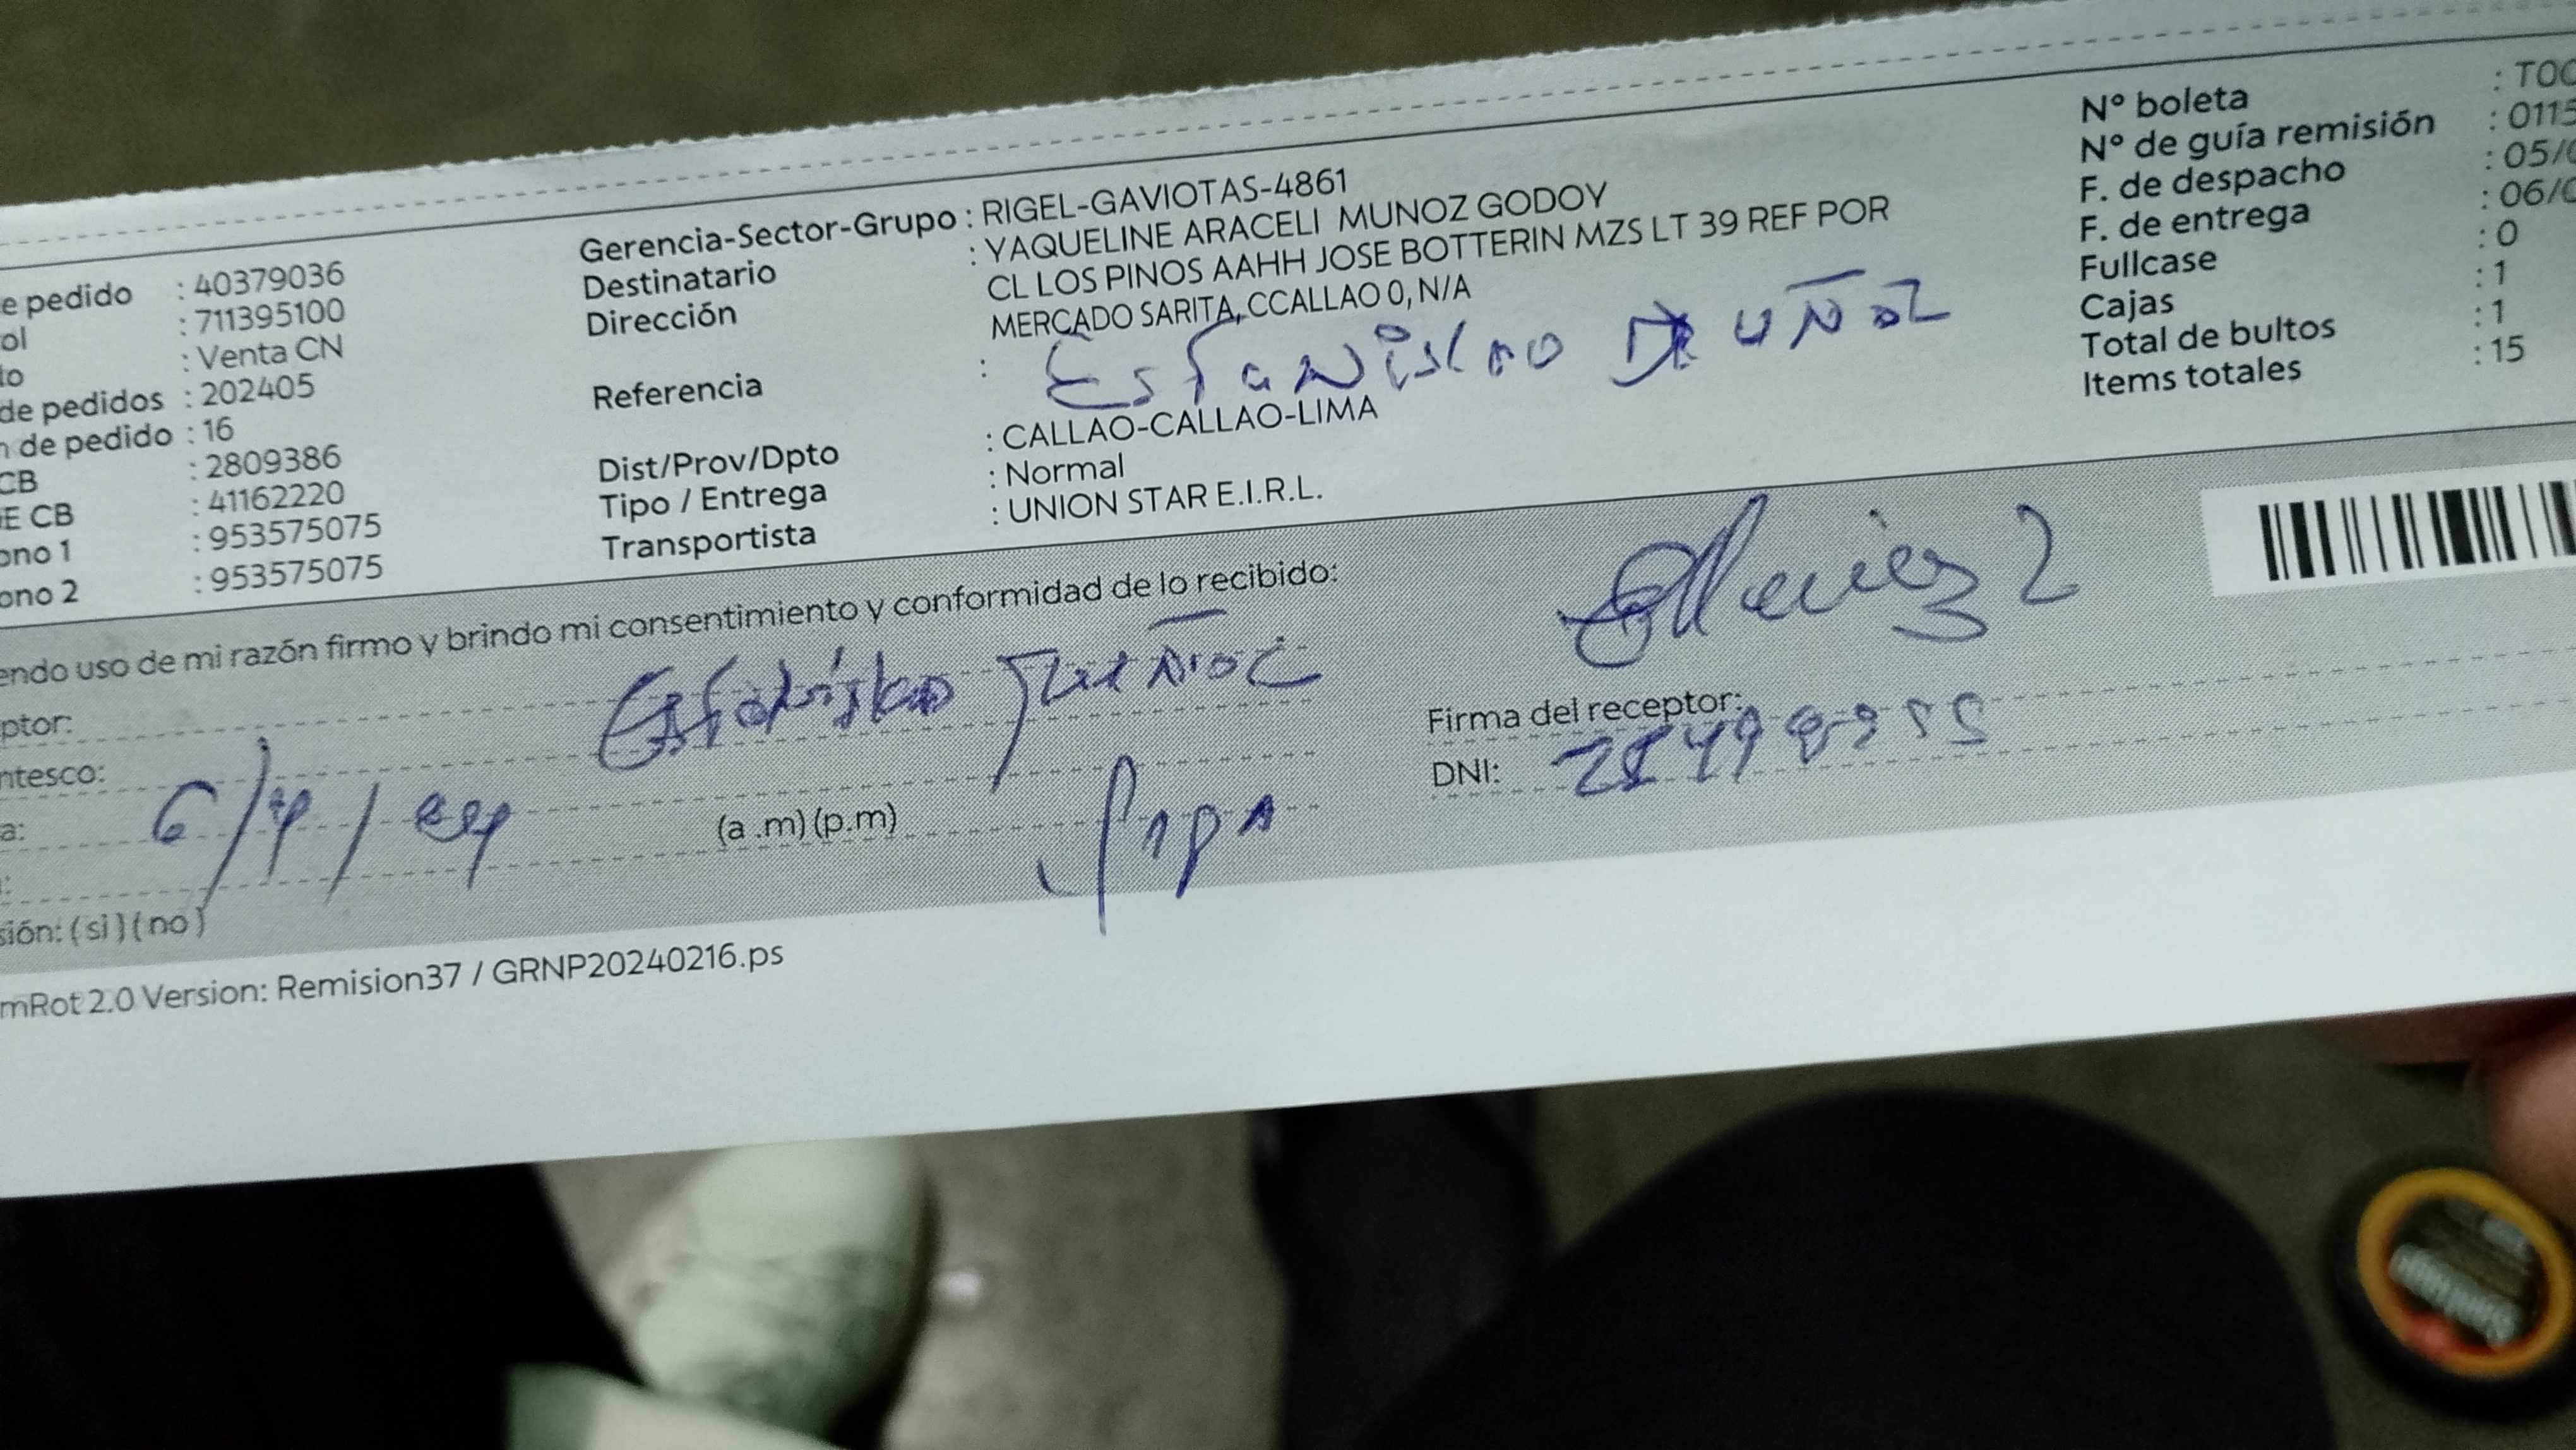 e pedido : 40379036
ol : 711395100
to : Venta CN
de pedidos : 202405
n de pedido : 16
CB : 2809386
E CB : 41162220
ono 1 : 953575075
ono 2 : 953575075
Gerencia-Sector-Grupo : RIGEL-GAVIOTAS-4861
Destinatario : YAQUELINE ARACELI MUNOZ GODOY
Dirección CL LOS PINOS AAHH JOSE BOTTERIN MZS LT 39 REF POR
MERCADO SARITA, CCALLAO 0, N/A
Referencia :
Dist/Prov/Dpto : CALLAO-CALLAO-LIMA
Tipo / Entrega : Normal
Transportista : UNION STAR E.I.R.L.
N° boleta : TOO
N° de guía remisión : 0115
F. de despacho : 05/0
F. de entrega : 06/0
Fullcase : 0
Cajas : 1
Total de bultos : 1
Items totales : 15
endo uso de mi razón firmo y brindo mi consentimiento y conformidad de lo recibido:
ptor:
ntesco: Papa
a: 6/4/24
(a .m) (p.m)
Firma del receptor:
DNI:
sión: (si) (no)
mRot 2.0 Version: Remision37 / GRNP20240216.ps